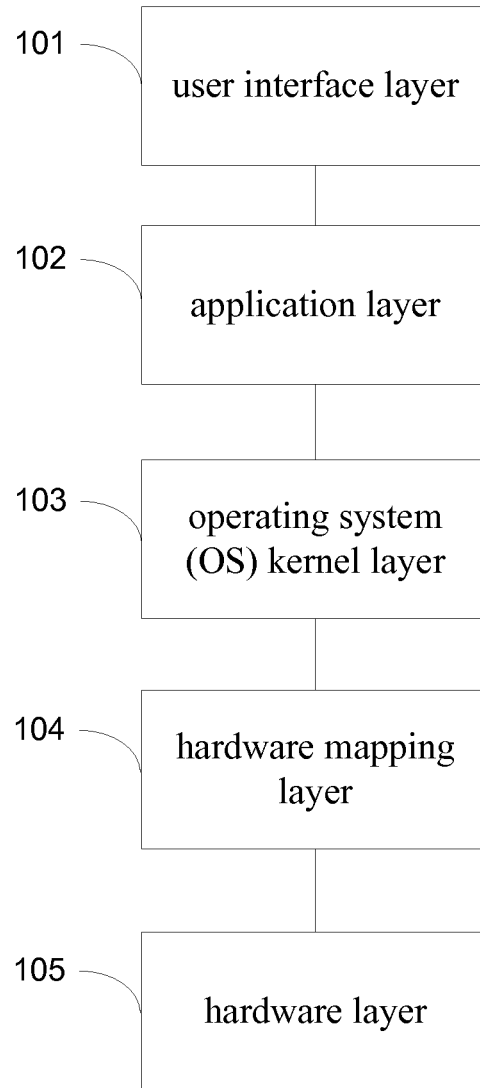 101
user interface layer
102
application layer
103
operating system
(OS) kernel layer
104
hardware mapping
layer
105
hardware layer